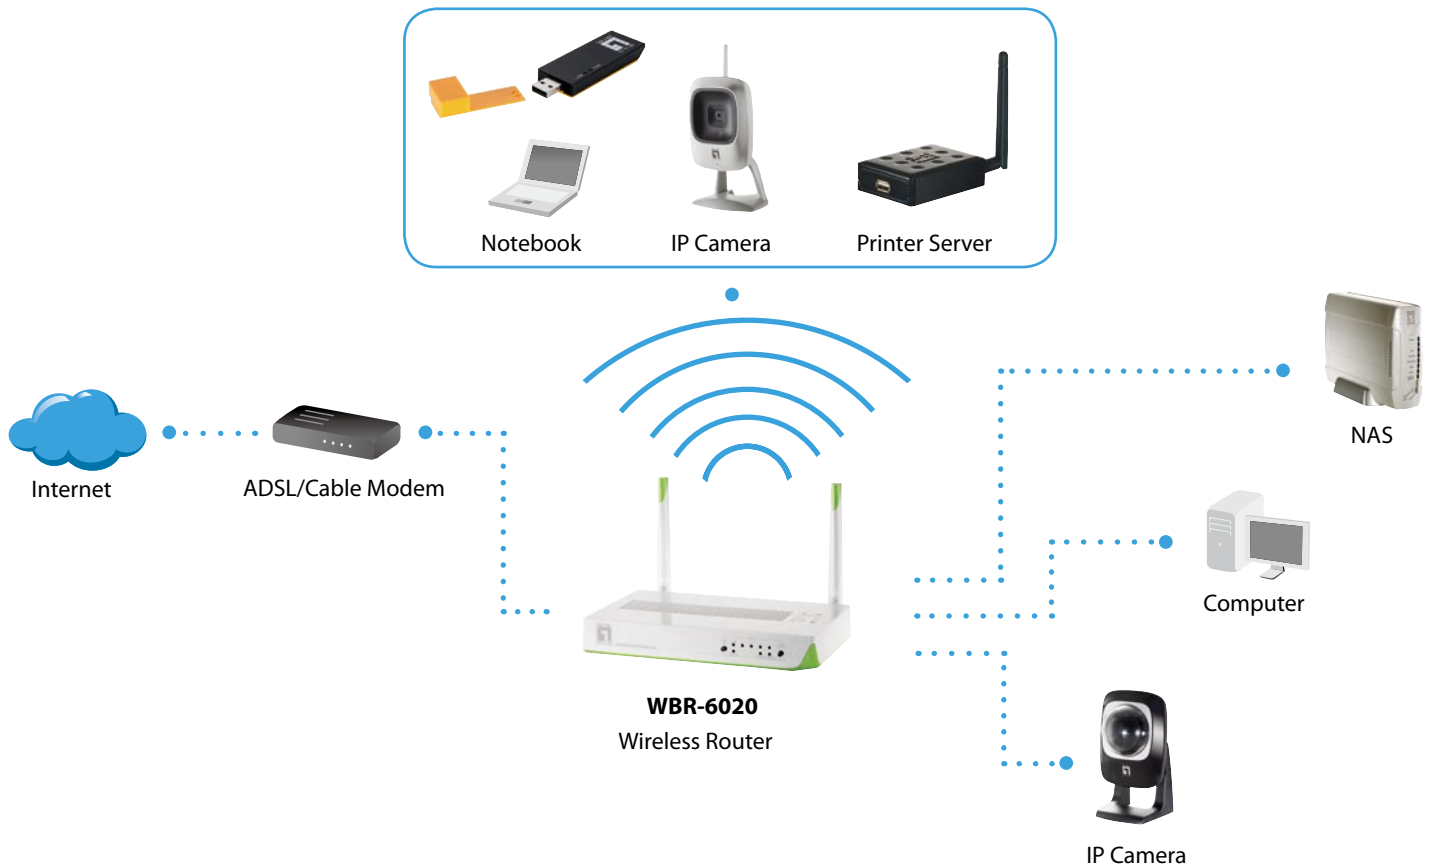 Notebook
IP Camera
Printer Server
NAS
Internet
ADSL/Cable Modem
Computer
WBR-6020
Wireless Router
IP Camera